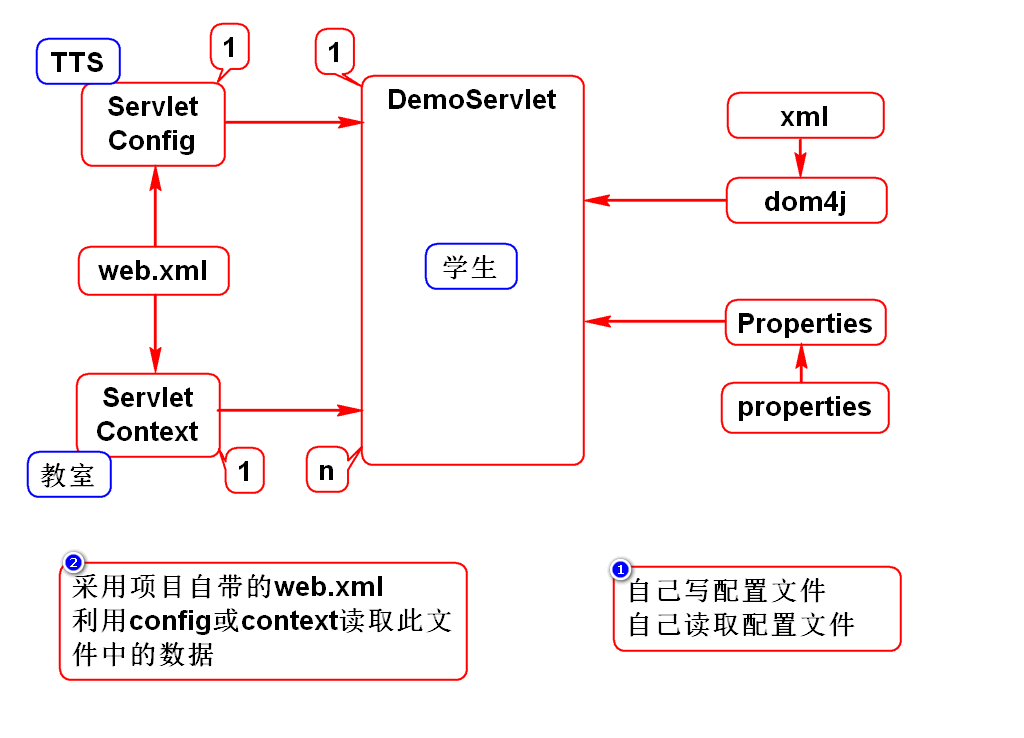 TTS
1
Servlet
Config
web.xml
Servlet
Context
1
教室
1
DemoServlet
学生
n
xml
dom4j
Properties
properties
2
采用项目自带的web.xml
利用config或context读取此文
件中的数据
1
自己写配置文件
自己读取配置文件